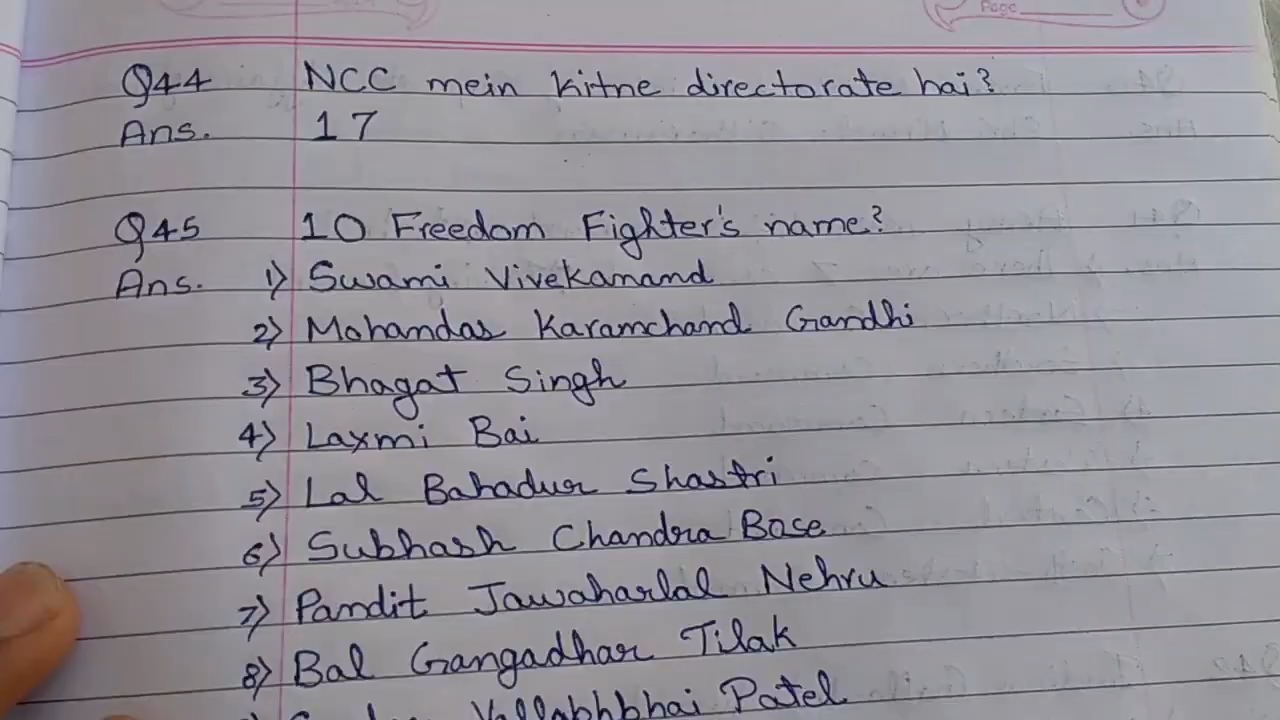 Page
Q44 NCC mein kitne directorate hai?
Ans. 17
Q45 10 Freedom Fighter's name?
Ans. 1) Swami Vivekanand
2) Mohandas Karamchand Gandhi
3) Bhagat Singh
4) Laxmi Bai
5) Lal Bahadur Shastri
6) Subhash Chandra Bose
7) Pandit Jawaharlal Nehru
8) Bal Gangadhar Tilak
Vallabhbhai Patel